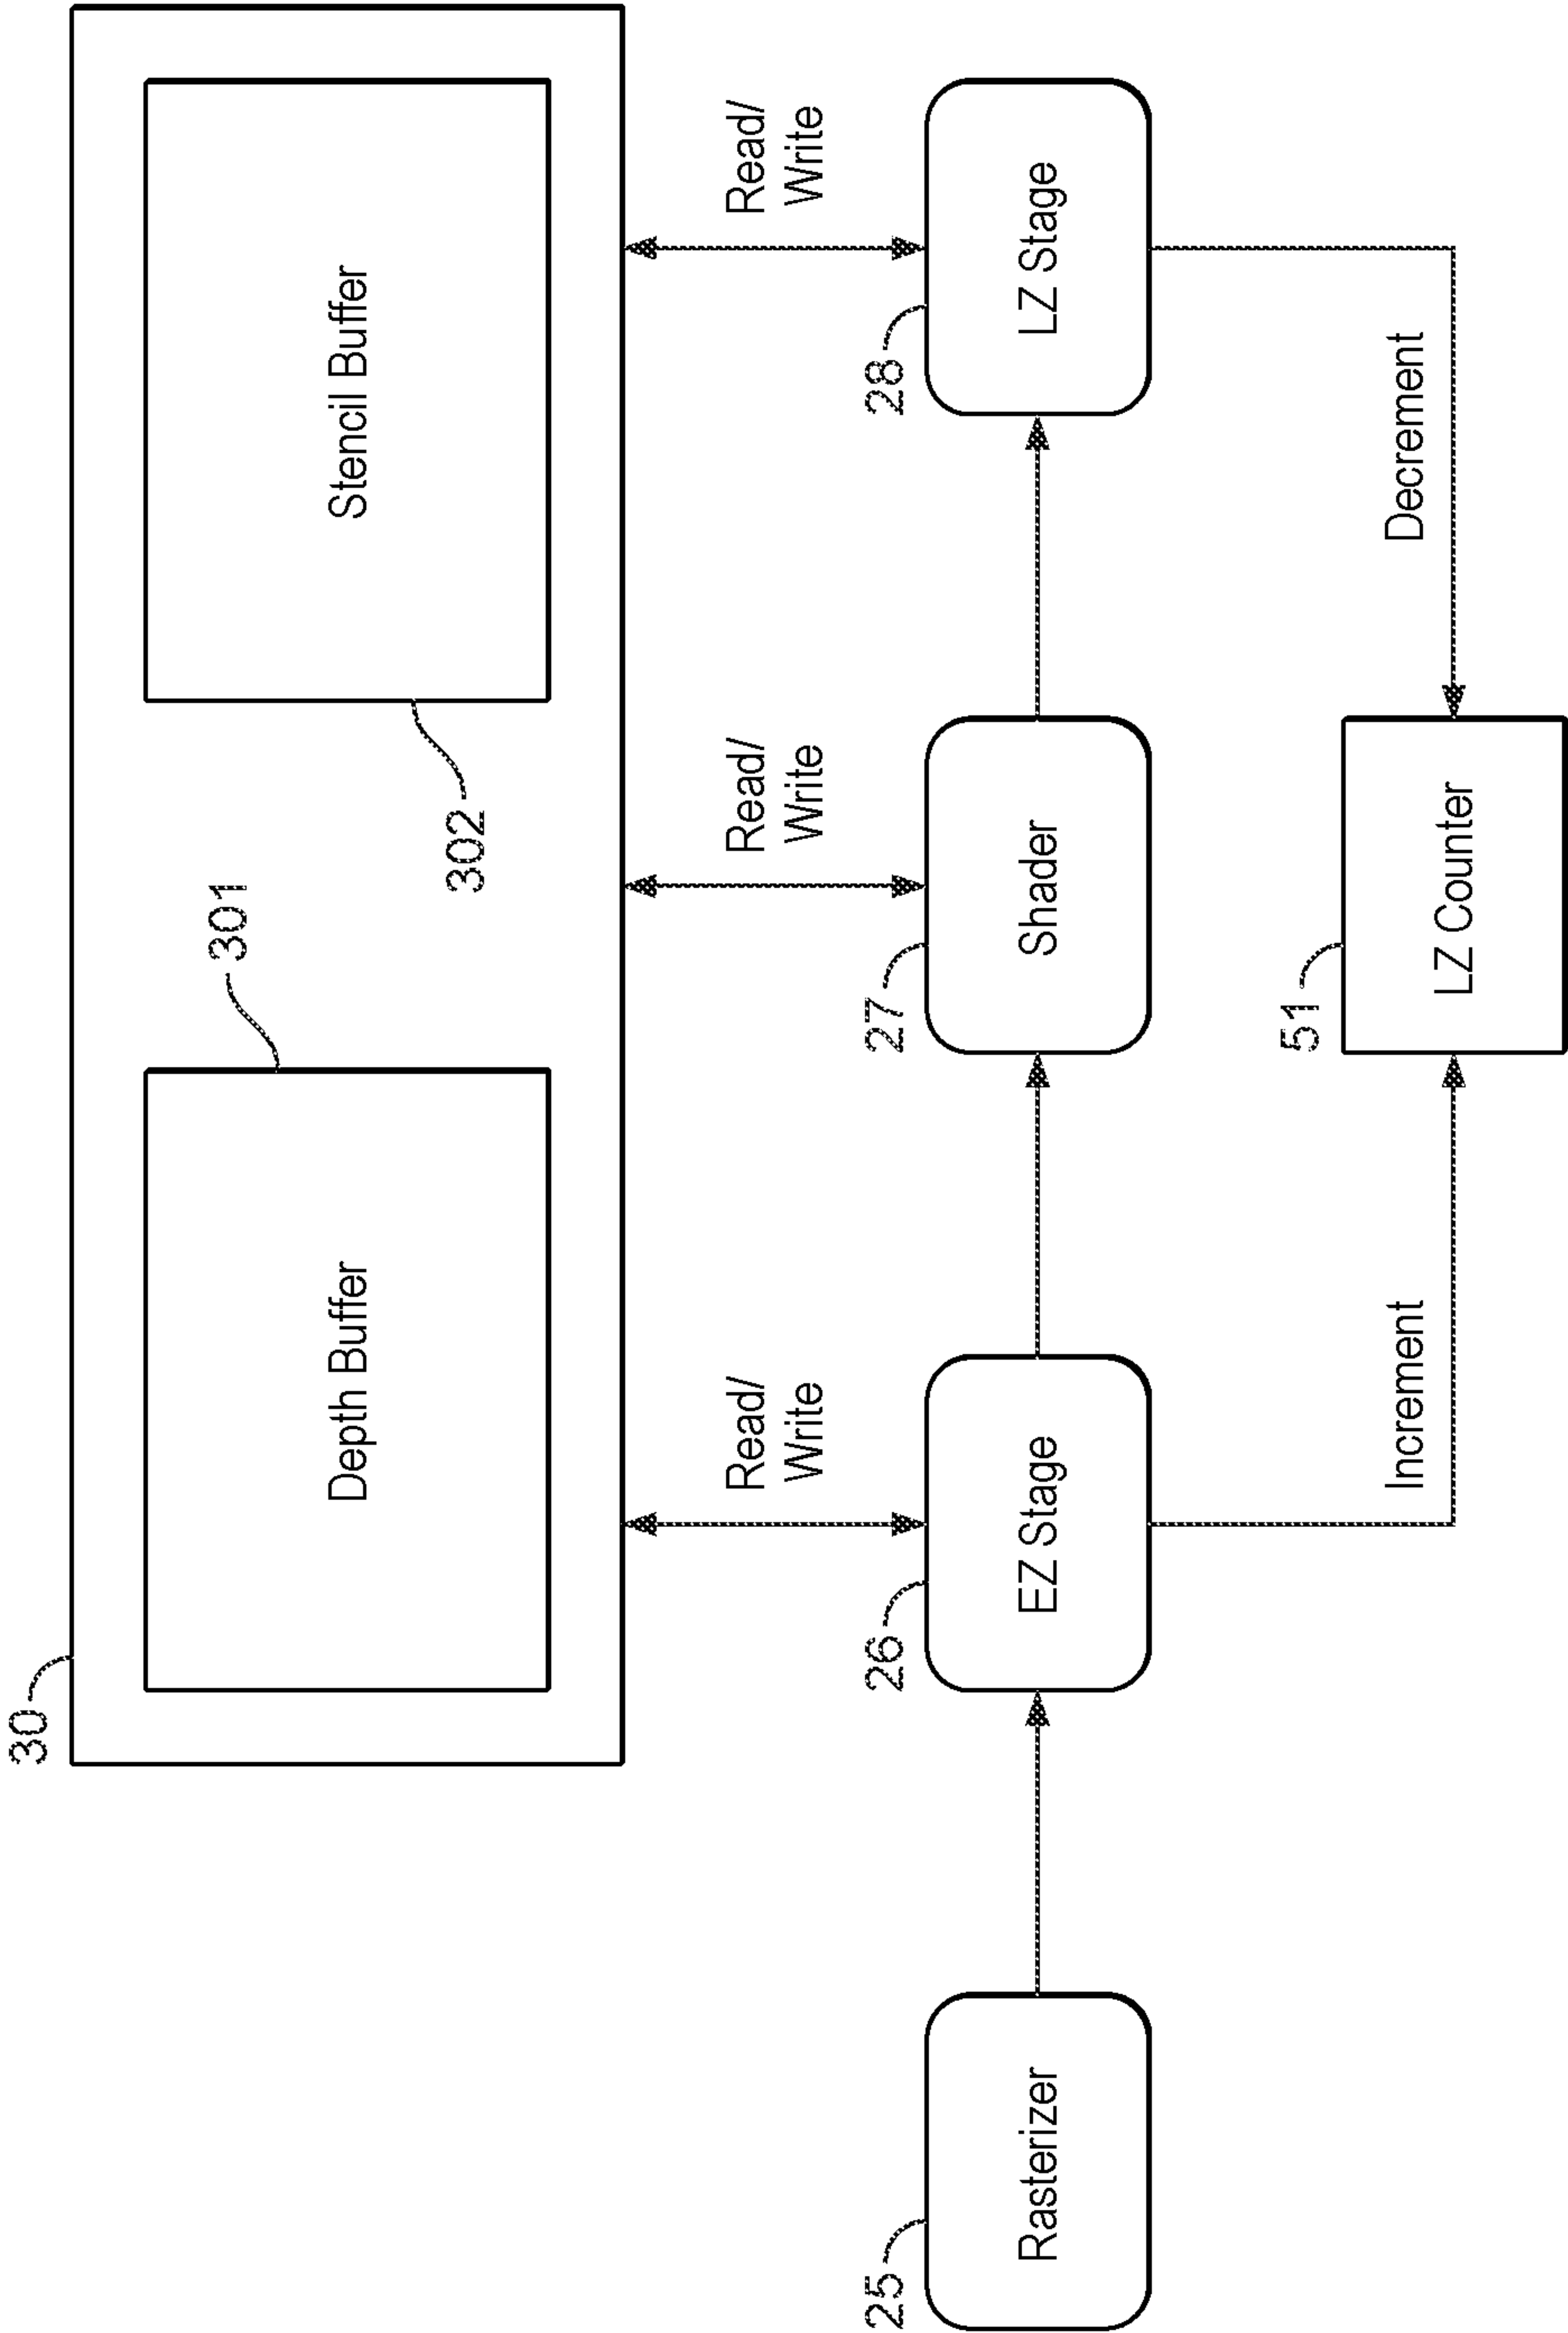 30
301
Depth Buffer
Stencil Buffer
302
Read/
Write
Read/
Write
Read/
Write
25
26
27
28
Rasterizer
EZ Stage
Shader
LZ Stage
51
Increment
Decrement
LZ Counter